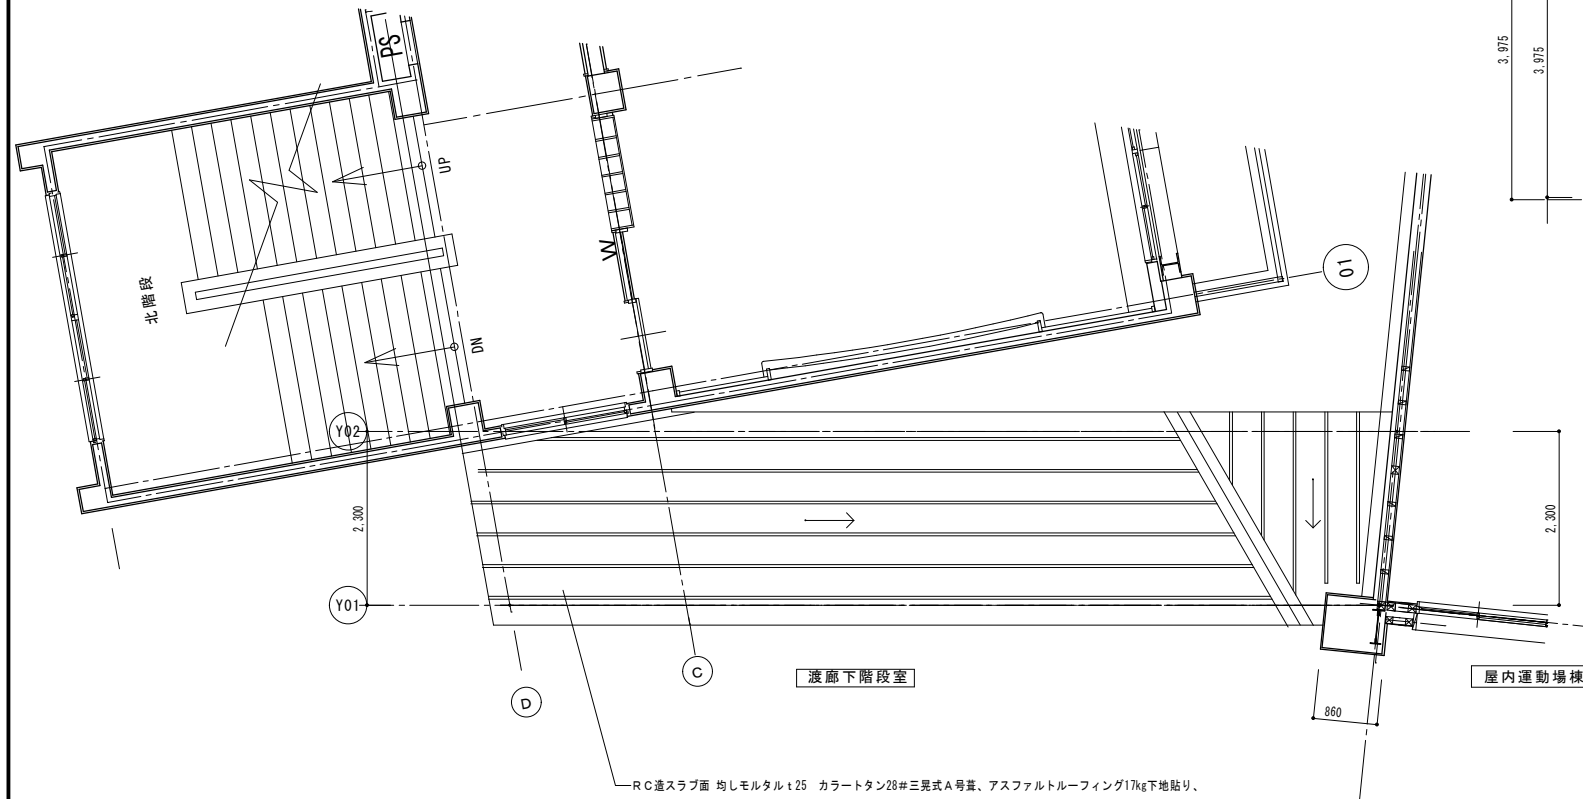 3,975
3,975
PS
UP
W
01
北階段
DN
Y02
2,300
2,300
Y01
C
D
渡廊下階段室
屋内運動場棟
860
RC造スラブ面 均しモルタルt25 カラートタン28#三晃式A号葺、アスファルトルーフィング17kg下地貼り、